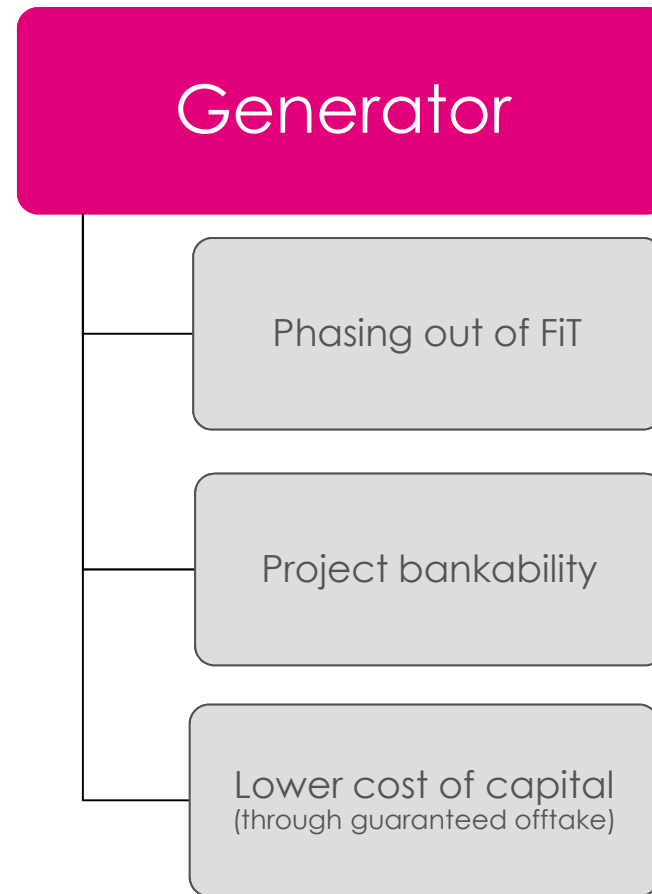 Generator
Phasing out of FiT
Project bankability
Lower cost of capital
(through guaranteed offtake)